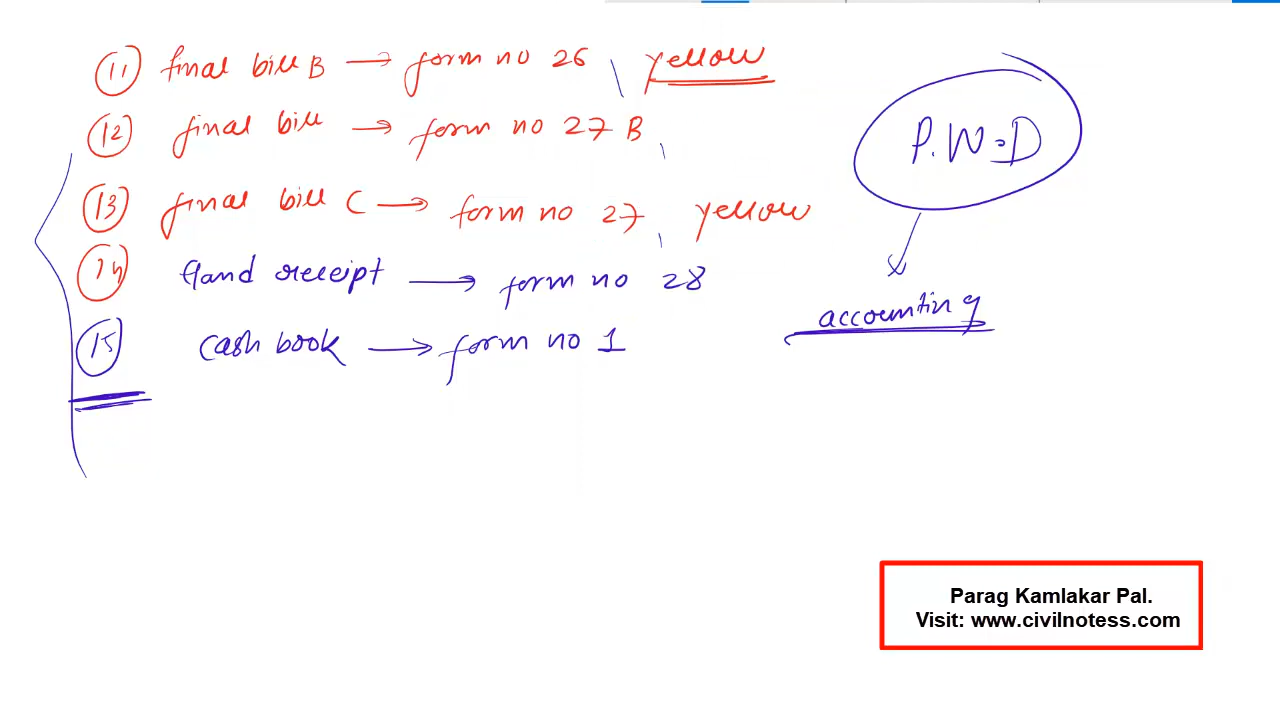 (11) final bill B → form no 26, yellow
(12) final bill → form no 27 B,
(13) final bill C → form no 27, yellow
(14) Hand receipt → form no 28
(15) cash book → form no 1
P.W.D
accounting
Parag Kamlakar Pal.
Visit: www.civilnotess.com